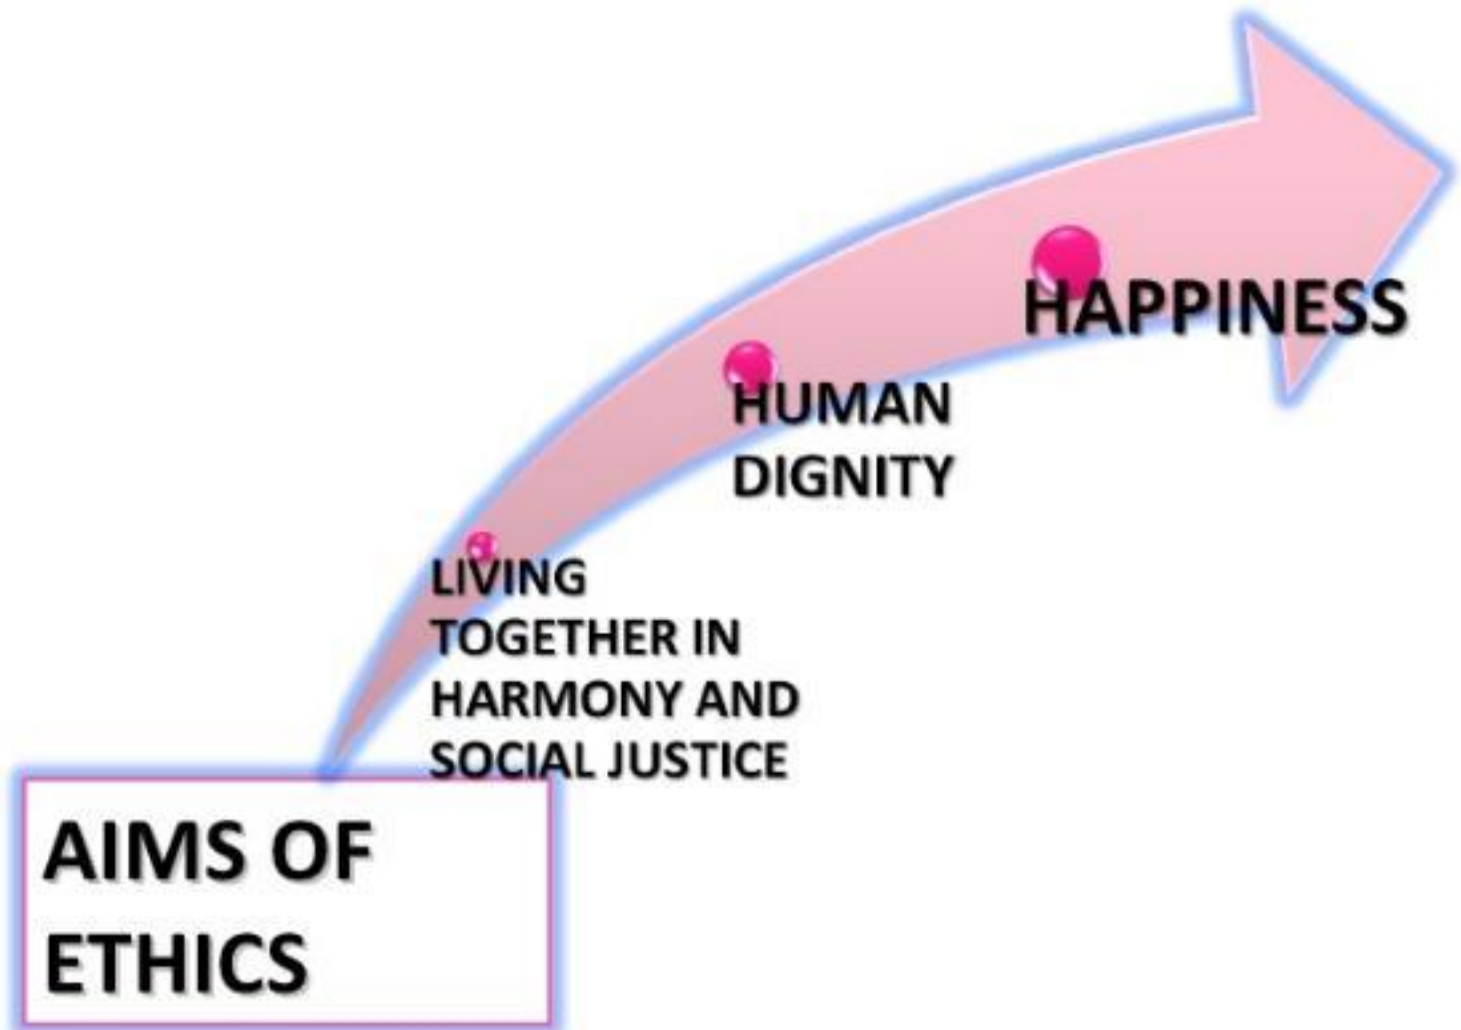 HAPPINESS
HUMAN
DIGNITY
LIVING
TOGETHER IN
HARMONY AND
SOCIAL JUSTICE
AIMS OF
ETHICS